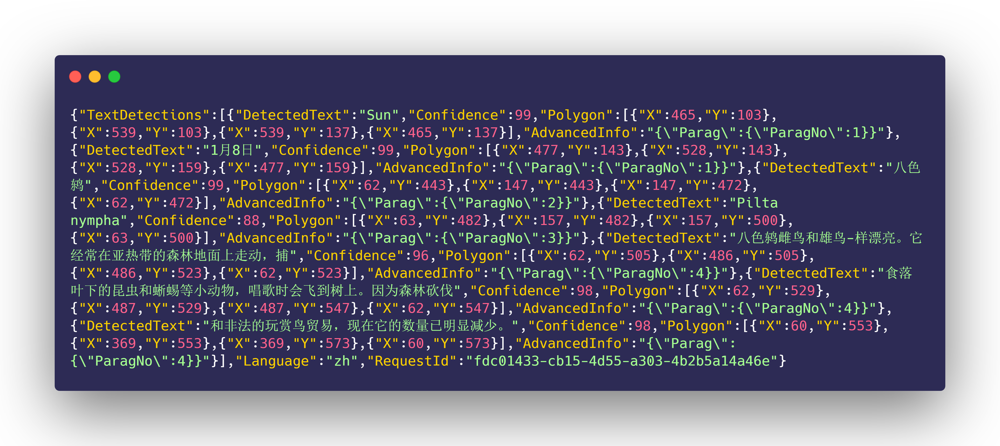 {"TextDetections":[{"DetectedText":"Sun","Confidence":99,"Polygon":[{"X":465,"Y":103},
{"X":539,"Y":103},{"X":539,"Y":137},{"X":465,"Y":137}],"AdvancedInfo":"{\"Parag\":{\"ParagNo\":1}}"},
{"DetectedText":"1月8日","Confidence":99,"Polygon":[{"X":477,"Y":143},{"X":528,"Y":143},
{"X":528,"Y":159},{"X":477,"Y":159}],"AdvancedInfo":"{\"Parag\":{\"ParagNo\":1}}"},{"DetectedText":"八色
鸫","Confidence":99,"Polygon":[{"X":62,"Y":443},{"X":147,"Y":443},{"X":147,"Y":472},
{"X":62,"Y":472}],"AdvancedInfo":"{\"Parag\":{\"ParagNo\":2}}"},{"DetectedText":"Pilta
nympha","Confidence":88,"Polygon":[{"X":63,"Y":482},{"X":157,"Y":482},{"X":157,"Y":500},
{"X":63,"Y":500}],"AdvancedInfo":"{\"Parag\":{\"ParagNo\":3}}"},{"DetectedText":"八色鸫雌鸟和雄鸟-样漂亮。它
经常在亚热带的森林地面上走动，捕","Confidence":96,"Polygon":[{"X":62,"Y":505},{"X":486,"Y":505},
{"X":486,"Y":523},{"X":62,"Y":523}],"AdvancedInfo":"{\"Parag\":{\"ParagNo\":4}}"},{"DetectedText":"食落
叶下的昆虫和蜥蜴等小动物，唱歌时会飞到树上。因为森林砍伐","Confidence":98,"Polygon":[{"X":62,"Y":529},
{"X":487,"Y":529},{"X":487,"Y":547},{"X":62,"Y":547}],"AdvancedInfo":"{\"Parag\":{\"ParagNo\":4}}"},
{"DetectedText":"和非法的玩赏鸟贸易，现在它的数量已明显减少。","Confidence":98,"Polygon":[{"X":60,"Y":553},
{"X":369,"Y":553},{"X":369,"Y":573},{"X":60,"Y":573}],"AdvancedInfo":"{\"Parag\":
{\"ParagNo\":4}}"}],"Language":"zh","RequestId":"fdc01433-cb15-4d55-a303-4b2b5a14a46e"}